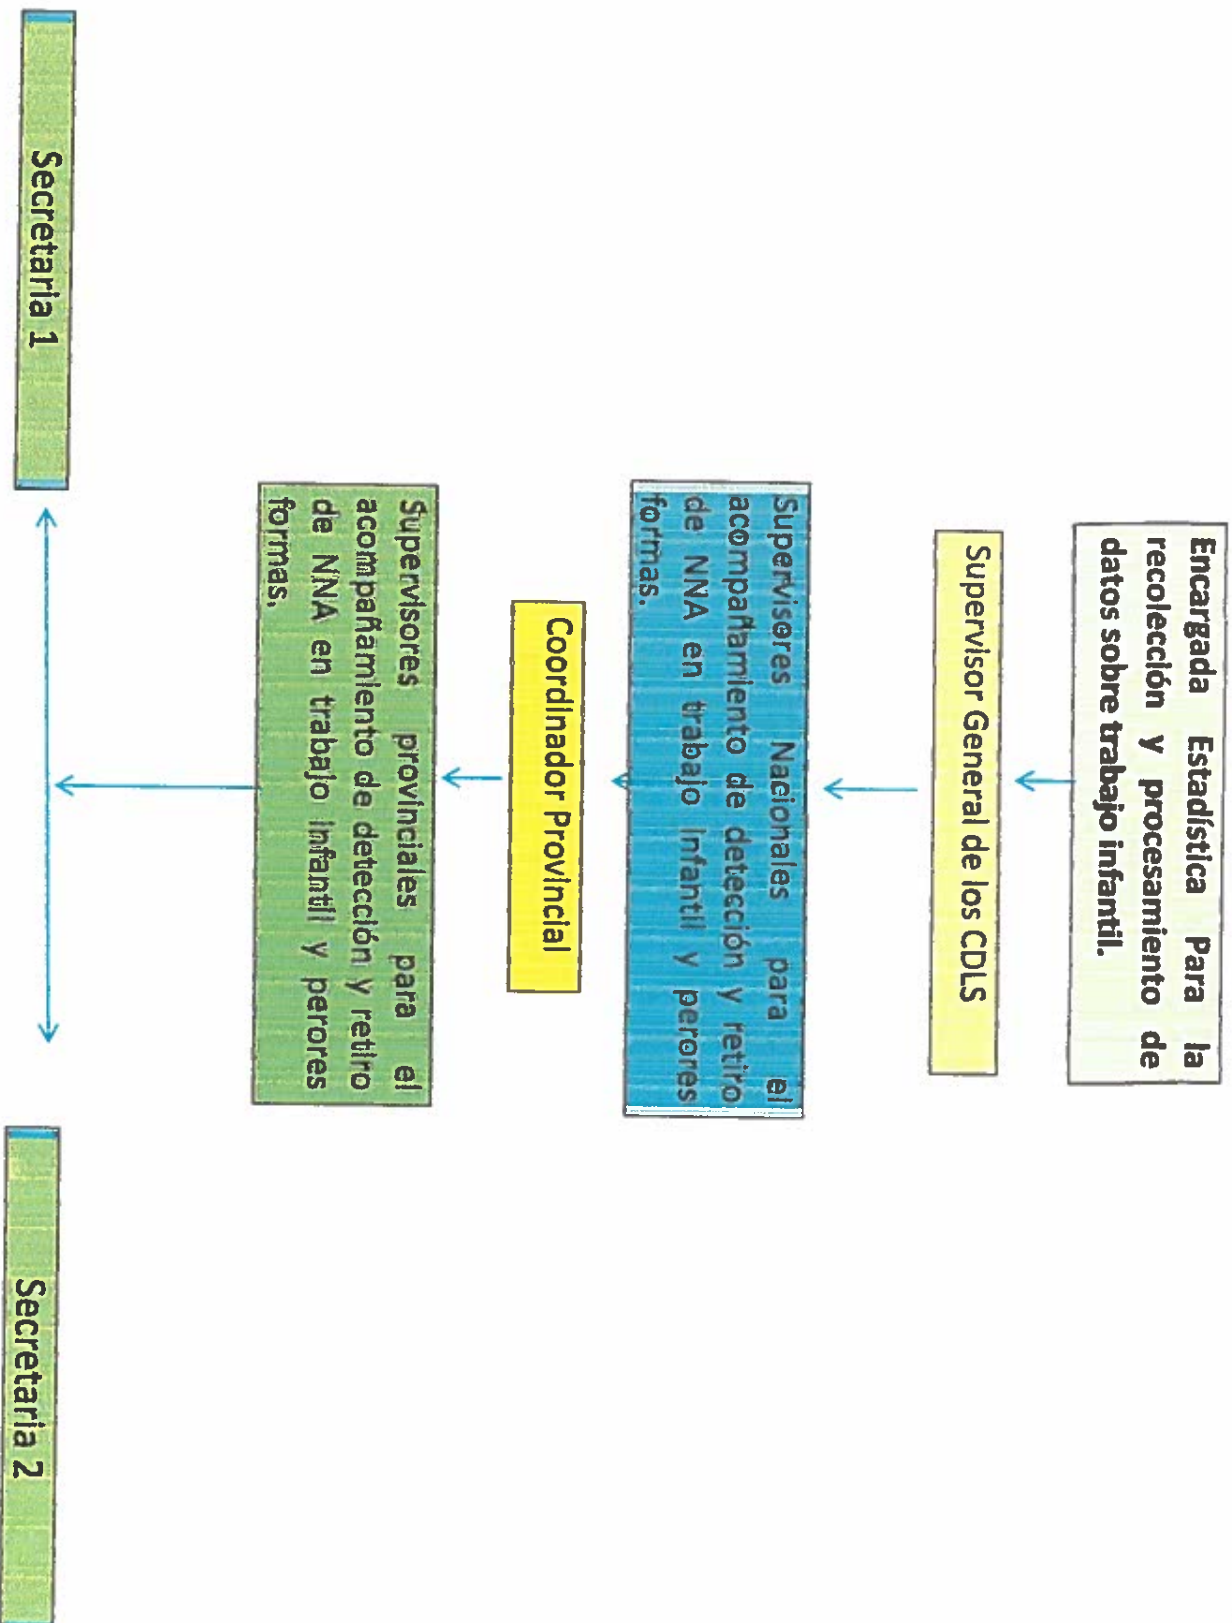 Encargada Estadística Para la
recolección y procesamiento de
datos sobre trabajo infantil.
Supervisor General de los CDLS
Supervisores Nacionales para el
acompañamiento de detección y retiro
de NNA en trabajo Infantil y perores
formas.
Coordinador Provincial
Supervisores provinciales para el
acompañamiento de detección y retiro
de NNA en trabajo infantil y perores
formas.
Secretaria 1
Secretaria 2